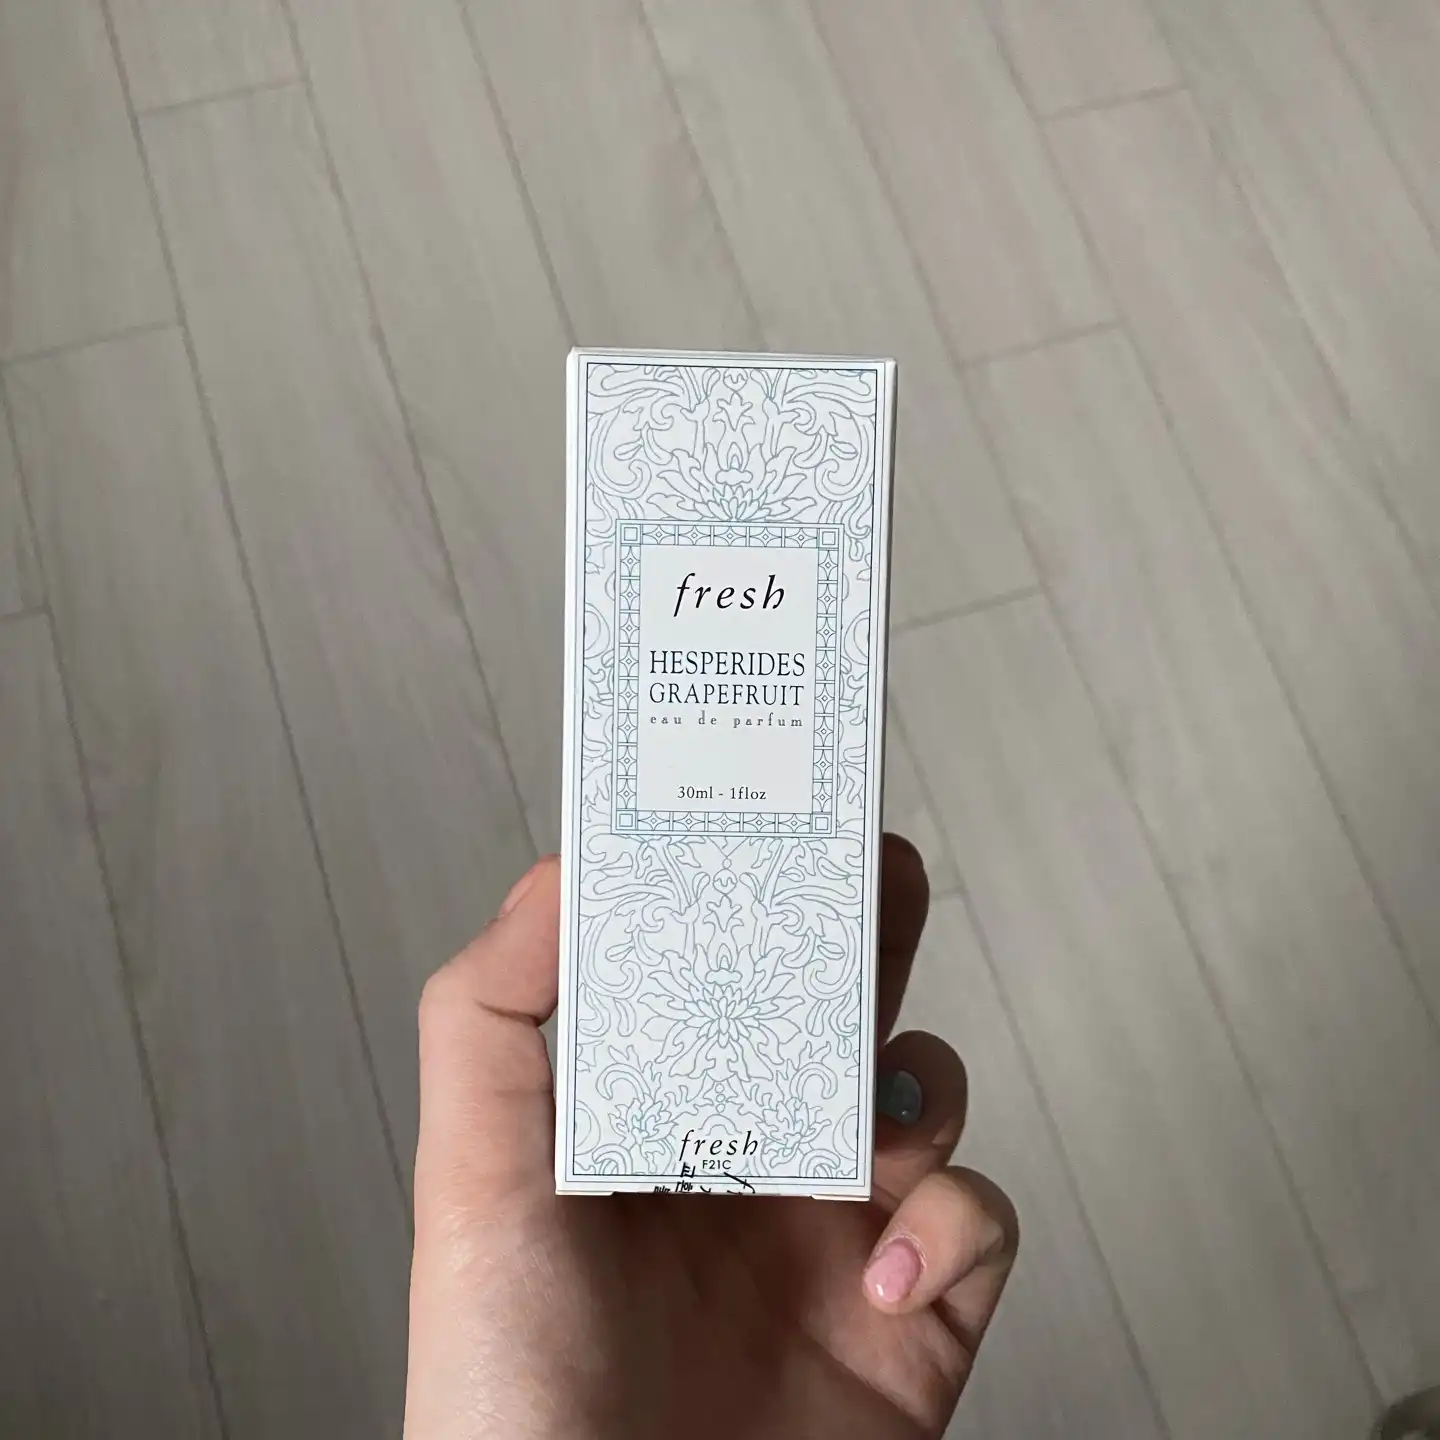 fresh
HESPERIDES
GRAPEFRUIT
eau de parfum
30ml - 1floz
fresh
F21C